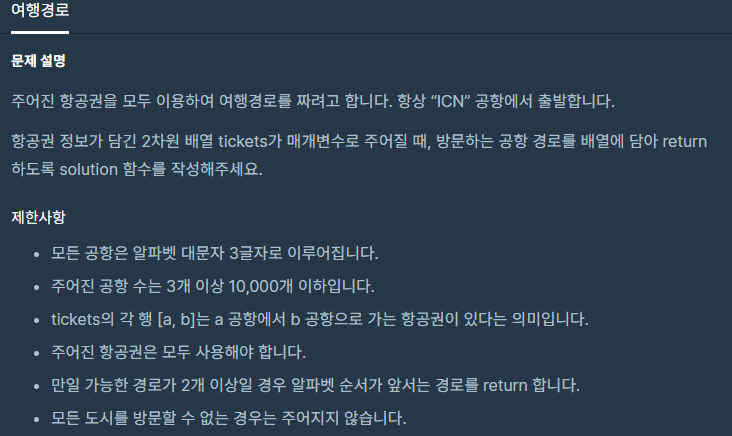 여행경로
문제 설명
주어진 항공권을 모두 이용하여 여행경로를 짜려고 합니다. 항상 “ICN” 공항에서 출발합니다.
항공권 정보가 담긴 2차원 배열 tickets가 매개변수로 주어질 때, 방문하는 공항 경로를 배열에 담아 return
하도록 solution 함수를 작성해주세요.
제한사항
• 모든 공항은 알파벳 대문자 3글자로 이루어집니다.
• 주어진 공항 수는 3개 이상 10,000개 이하입니다.
• tickets의 각 행 [a, b]는 a 공항에서 b 공항으로 가는 항공권이 있다는 의미입니다.
• 주어진 항공권은 모두 사용해야 합니다.
• 만일 가능한 경로가 2개 이상일 경우 알파벳 순서가 앞서는 경로를 return 합니다.
• 모든 도시를 방문할 수 없는 경우는 주어지지 않습니다.